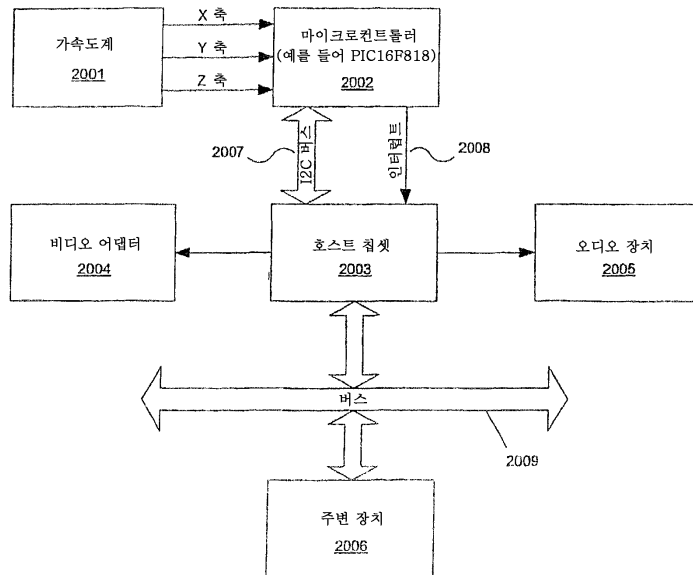 가속도계
2001
X 축
Y 축
Z 축
마이크로컨트롤러
(예를 들어 PIC16F818)
2002
2007
I2C 버스
인터럽트
2008
비디오 어댑터
2004
호스트 칩셋
2003
오디오 장치
2005
버스
2009
주변 장치
2006